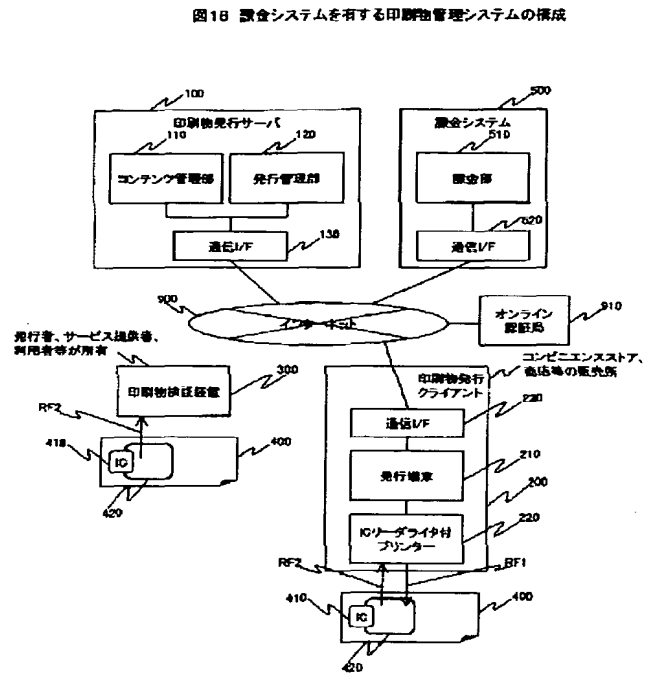 図18 課金システムを有する印刷物管理システムの構成
100
印刷物発行サーバ
110
120
コンテンツ管理部
発行管理部
通信I/F
130
500
課金システム
510
課金部
520
通信I/F
900
インターネット
オンライン
認証局
910
発行者、サービス提供者、
利用者等が所有
印刷物検証装置
300
RF2
410
IC
400
420
コンビニエンスストア、
商店等の販売所
印刷物発行
クライアント
230
通信I/F
210
発行端末
200
220
ICリーダライタ付
プリンター
RF2
RF1
410
IC
400
420